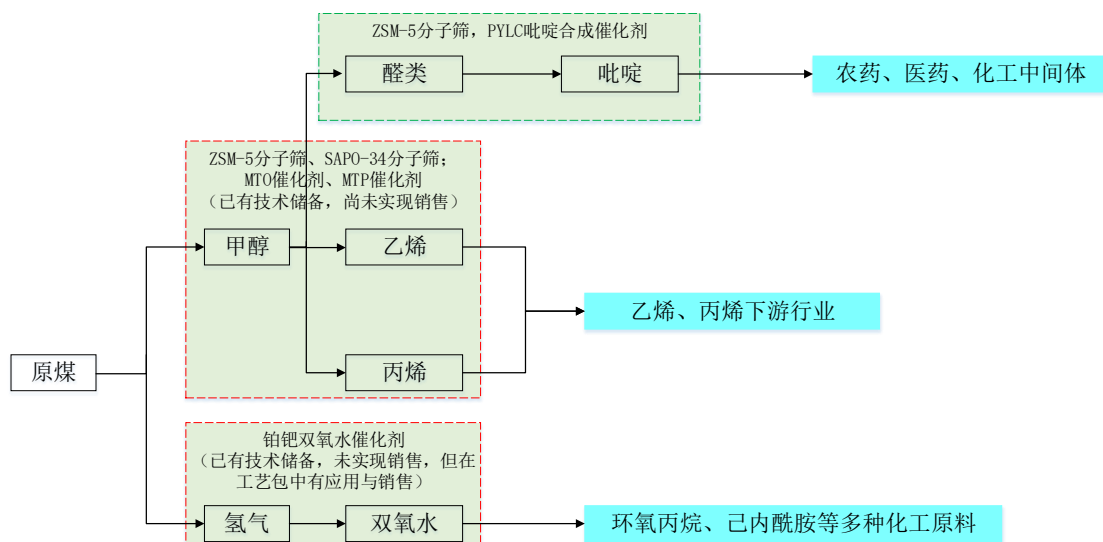 ZSM-5分子筛，PYLC吡啶合成催化剂
醛类
吡啶
农药、医药、化工中间体
ZSM-5分子筛、SAPO-34分子筛；
MTO催化剂、MTP催化剂
（已有技术储备，尚未实现销售）
甲醇
乙烯
乙烯、丙烯下游行业
原煤
丙烯
铂钯双氧水催化剂
（已有技术储备，未实现销售，但在
工艺包中有应用与销售）
氢气
双氧水
环氧丙烷、己内酰胺等多种化工原料